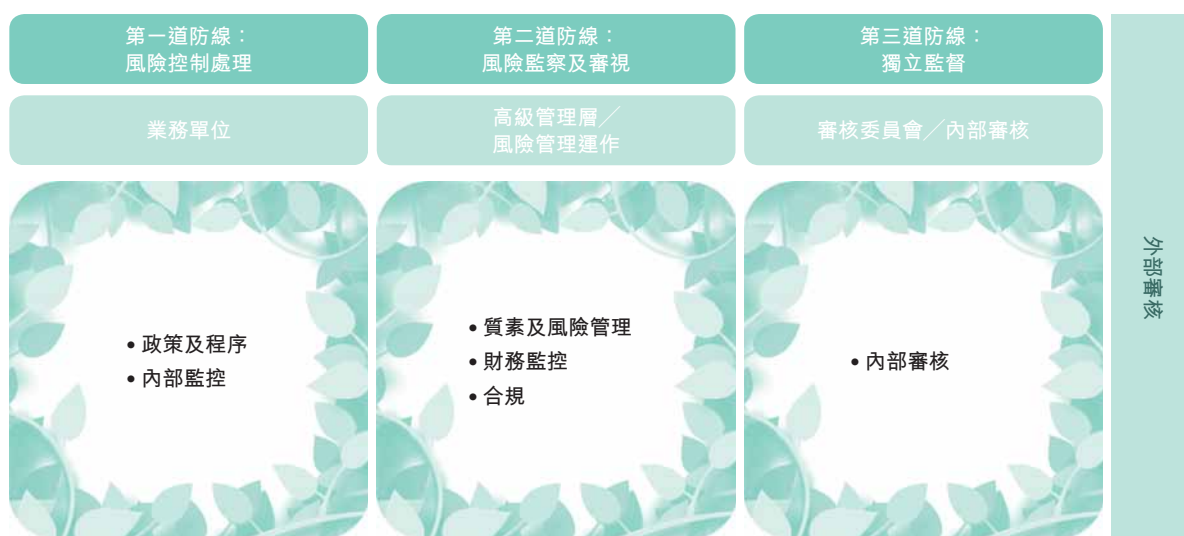 第一道防線：
風險控制處理
第二道防線：
風險監察及審視
第三道防線：
獨立監督
業務單位
高級管理層／
風險管理運作
審核委員會／內部審核
• 政策及程序
• 內部監控
• 質素及風險管理
• 財務監控
• 合規
• 內部審核
外部審核